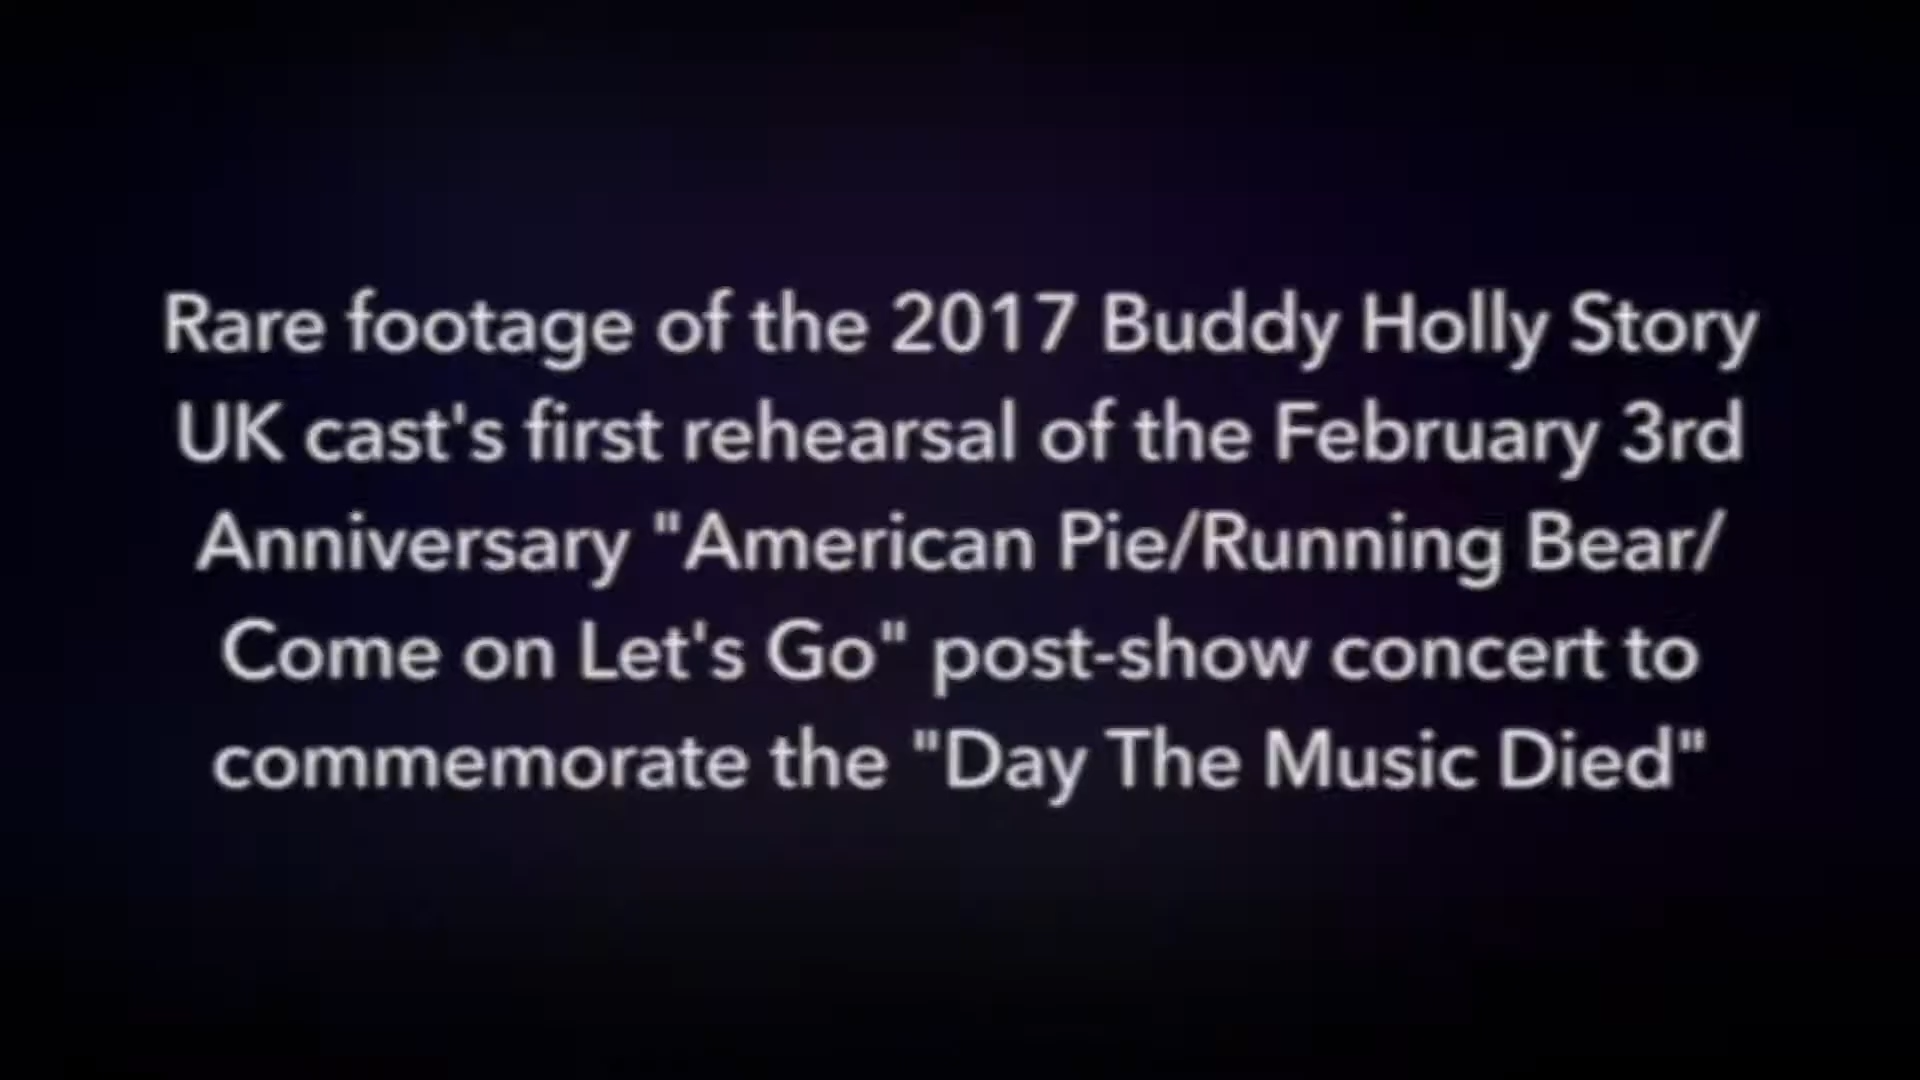 Rare footage of the 2017 Buddy Holly Story
UK cast's first rehearsal of the February 3rd
Anniversary "American Pie/Running Bear/
Come on Let's Go" post-show concert to
commemorate the "Day The Music Died"